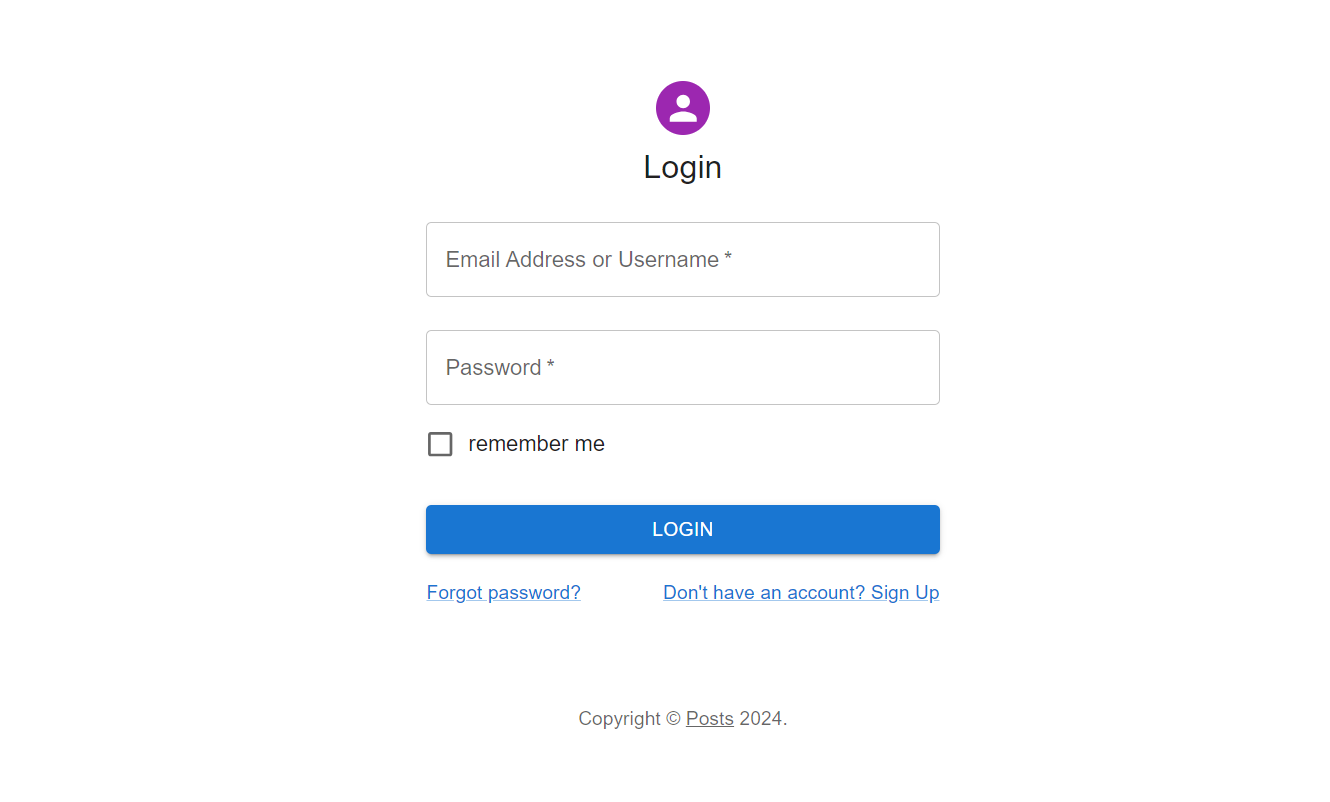 Login
Email Address or Username *
Password *
remember me
LOGIN
Forgot password? Don't have an account? Sign Up
Copyright © Posts 2024.